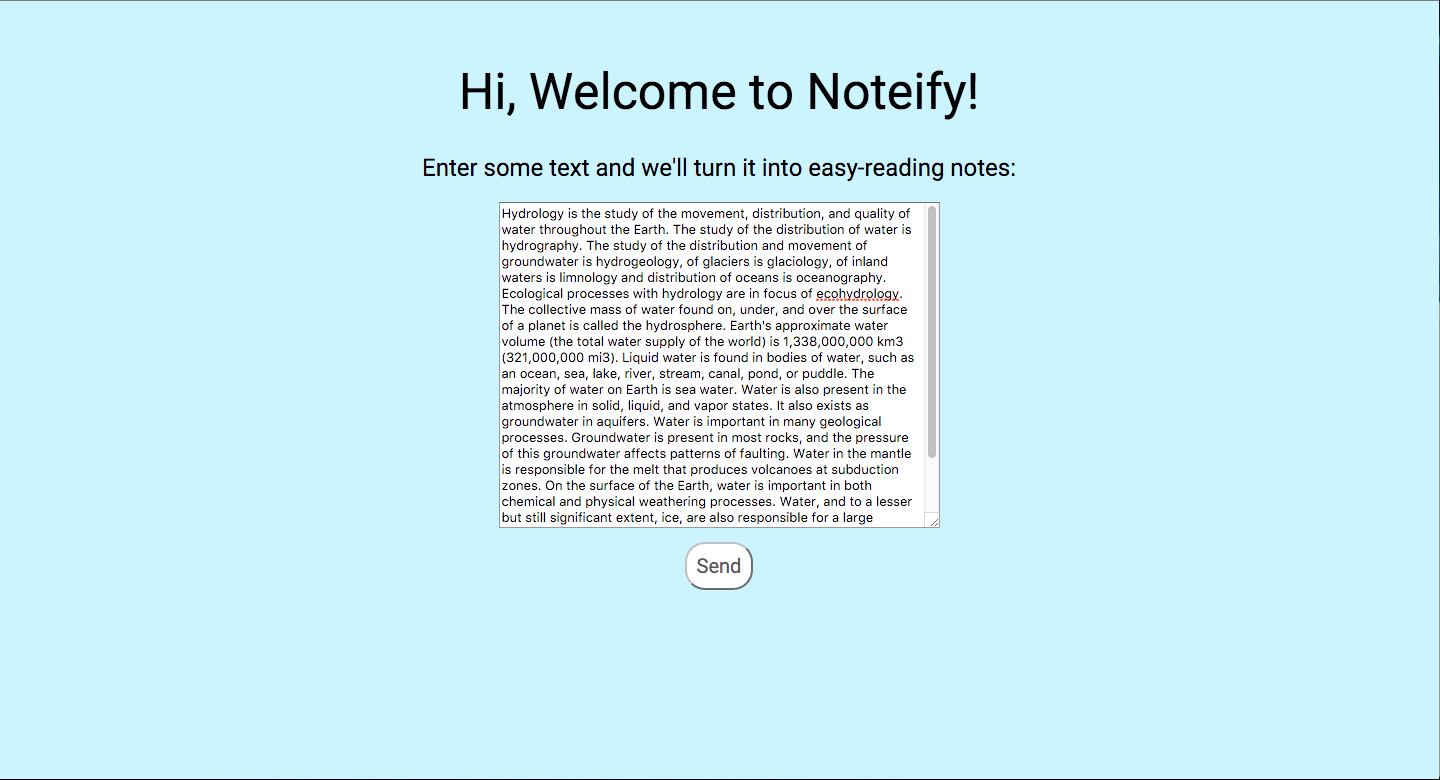 Hi, Welcome to Noteify!
Enter some text and we'll turn it into easy-reading notes:
Hydrology is the study of the movement, distribution, and quality of
water throughout the Earth. The study of the distribution of water is
hydrography. The study of the distribution and movement of
groundwater is hydrogeology, of glaciers is glaciology, of inland
waters is limnology and distribution of oceans is oceanography.
Ecological processes with hydrology are in focus of ecohydrology.
The collective mass of water found on, under, and over the surface
of a planet is called the hydrosphere. Earth's approximate water
volume (the total water supply of the world) is 1,338,000,000 km3
(321,000,000 mi3). Liquid water is found in bodies of water, such as
an ocean, sea, lake, river, stream, canal, pond, or puddle. The
majority of water on Earth is sea water. Water is also present in the
atmosphere in solid, liquid, and vapor states. It also exists as
groundwater in aquifers. Water is important in many geological
processes. Groundwater is present in most rocks, and the pressure
of this groundwater affects patterns of faulting. Water in the mantle
is responsible for the melt that produces volcanoes at subduction
zones. On the surface of the Earth, water is important in both
chemical and physical weathering processes. Water, and to a lesser
but still significant extent, ice, are also responsible for a large
Send